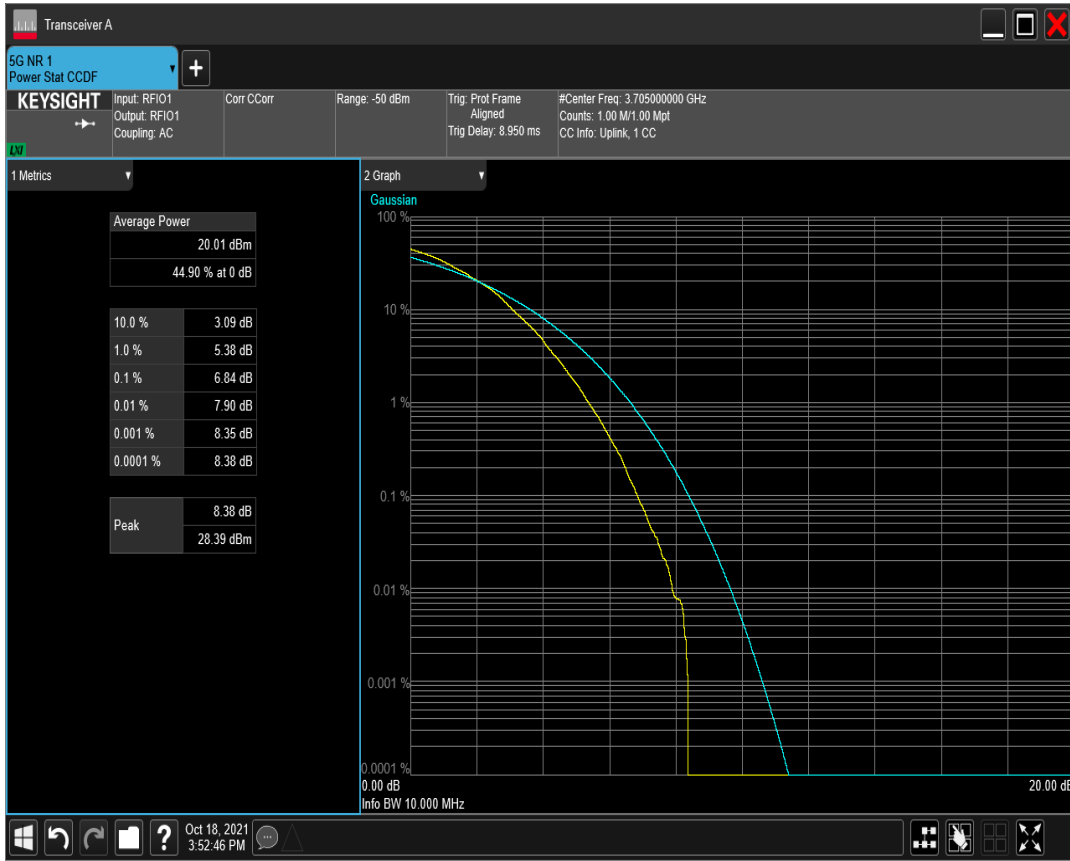 Transceiver A
5G NR 1
Power Stat CCDF
KEYSIGHT
LXI
Input: RFIO1
Output: RFIO1
Coupling: AC
Corr CCorr
Range: -50 dBm
Trig: Prot Frame
Aligned
Trig Delay: 8.950 ms
#Center Freq: 3.705000000 GHz
Counts: 1.00 M/1.00 Mpt
CC Info: Uplink, 1 CC
1 Metrics
Average Power
20.01 dBm
44.90 % at 0 dB
10.0 % 3.09 dB
1.0 % 5.38 dB
0.1 % 6.84 dB
0.01 % 7.90 dB
0.001 % 8.35 dB
0.0001 % 8.38 dB
Peak
8.38 dB
28.39 dBm
2 Graph
Gaussian
100 %
10 %
1 %
0.1 %
0.01 %
0.001 %
0.0001 %
0.00 dB
20.00 dB
Info BW 10.000 MHz
Oct 18, 2021
3:52:46 PM